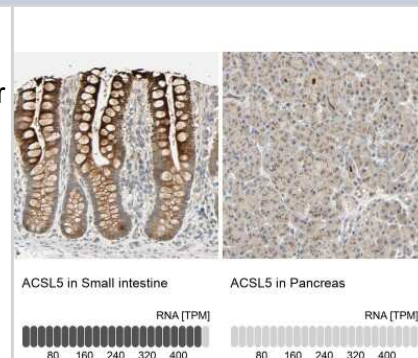 r
ACSL5 in Small intestine
ACSL5 in Pancreas
RNA [TPM]
RNA [TPM]
80 160 240 320 400
80 160 240 320 400